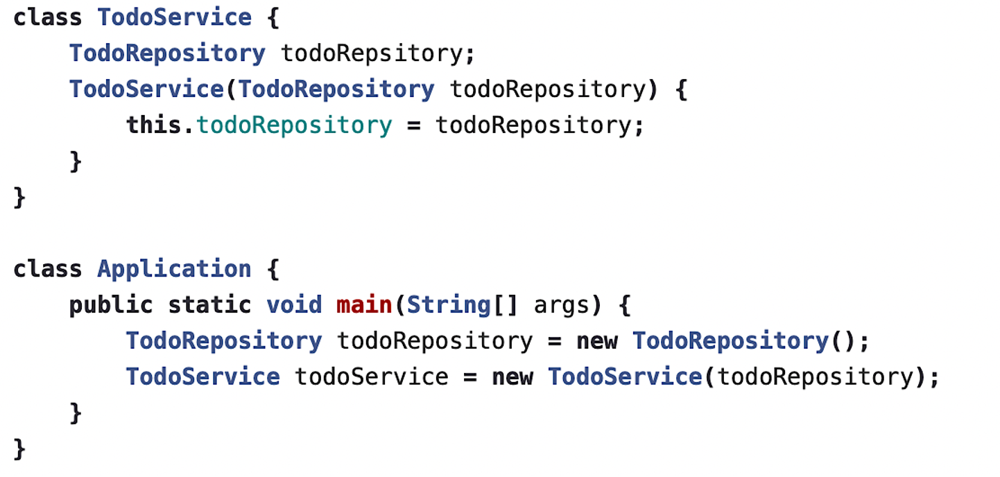 class TodoService {
    TodoRepository todoRepsitory;
    TodoService(TodoRepository todoRepository) {
        this.todoRepository = todoRepository;
    }
}

class Application {
    public static void main(String[] args) {
        TodoRepository todoRepository = new TodoRepository();
        TodoService todoService = new TodoService(todoRepository);
    }
}